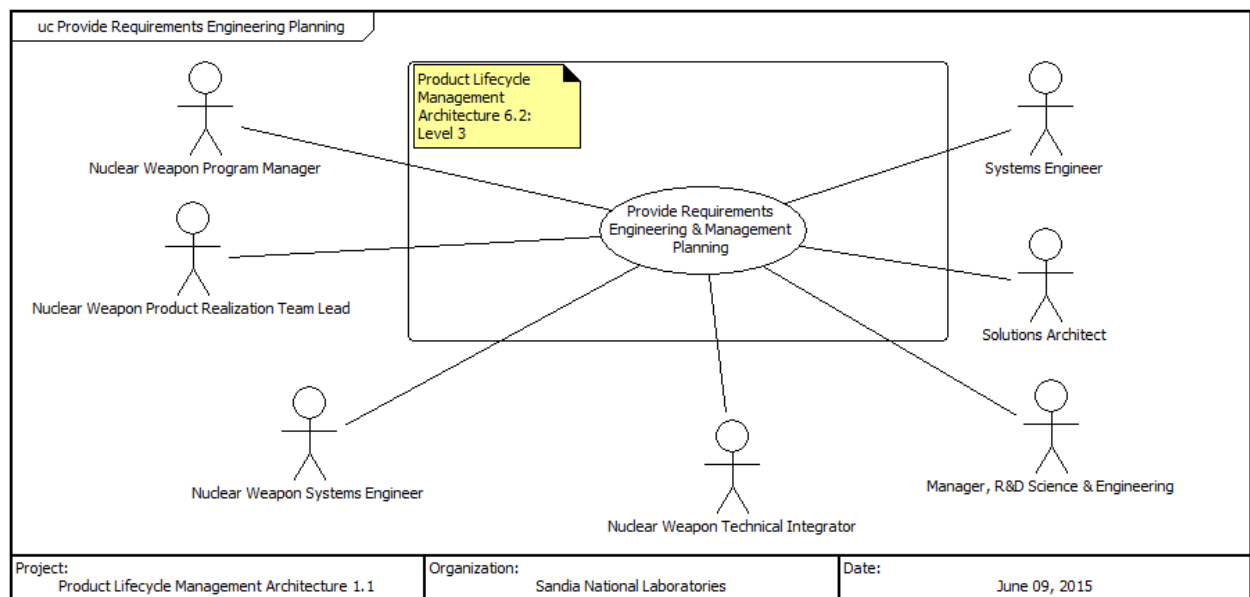 uc Provide Requirements Engineering Planning
Product Lifecycle
Management
Architecture 6.2:
Level 3
Nuclear Weapon Program Manager
Systems Engineer
Provide Requirements
Engineering & Management
Planning
Nuclear Weapon Product Realization Team Lead
Solutions Architect
Nuclear Weapon Systems Engineer
Manager, R&D Science & Engineering
Nuclear Weapon Technical Integrator
Project:
Product Lifecycle Management Architecture 1.1
Organization:
Sandia National Laboratories
Date:
June 09, 2015